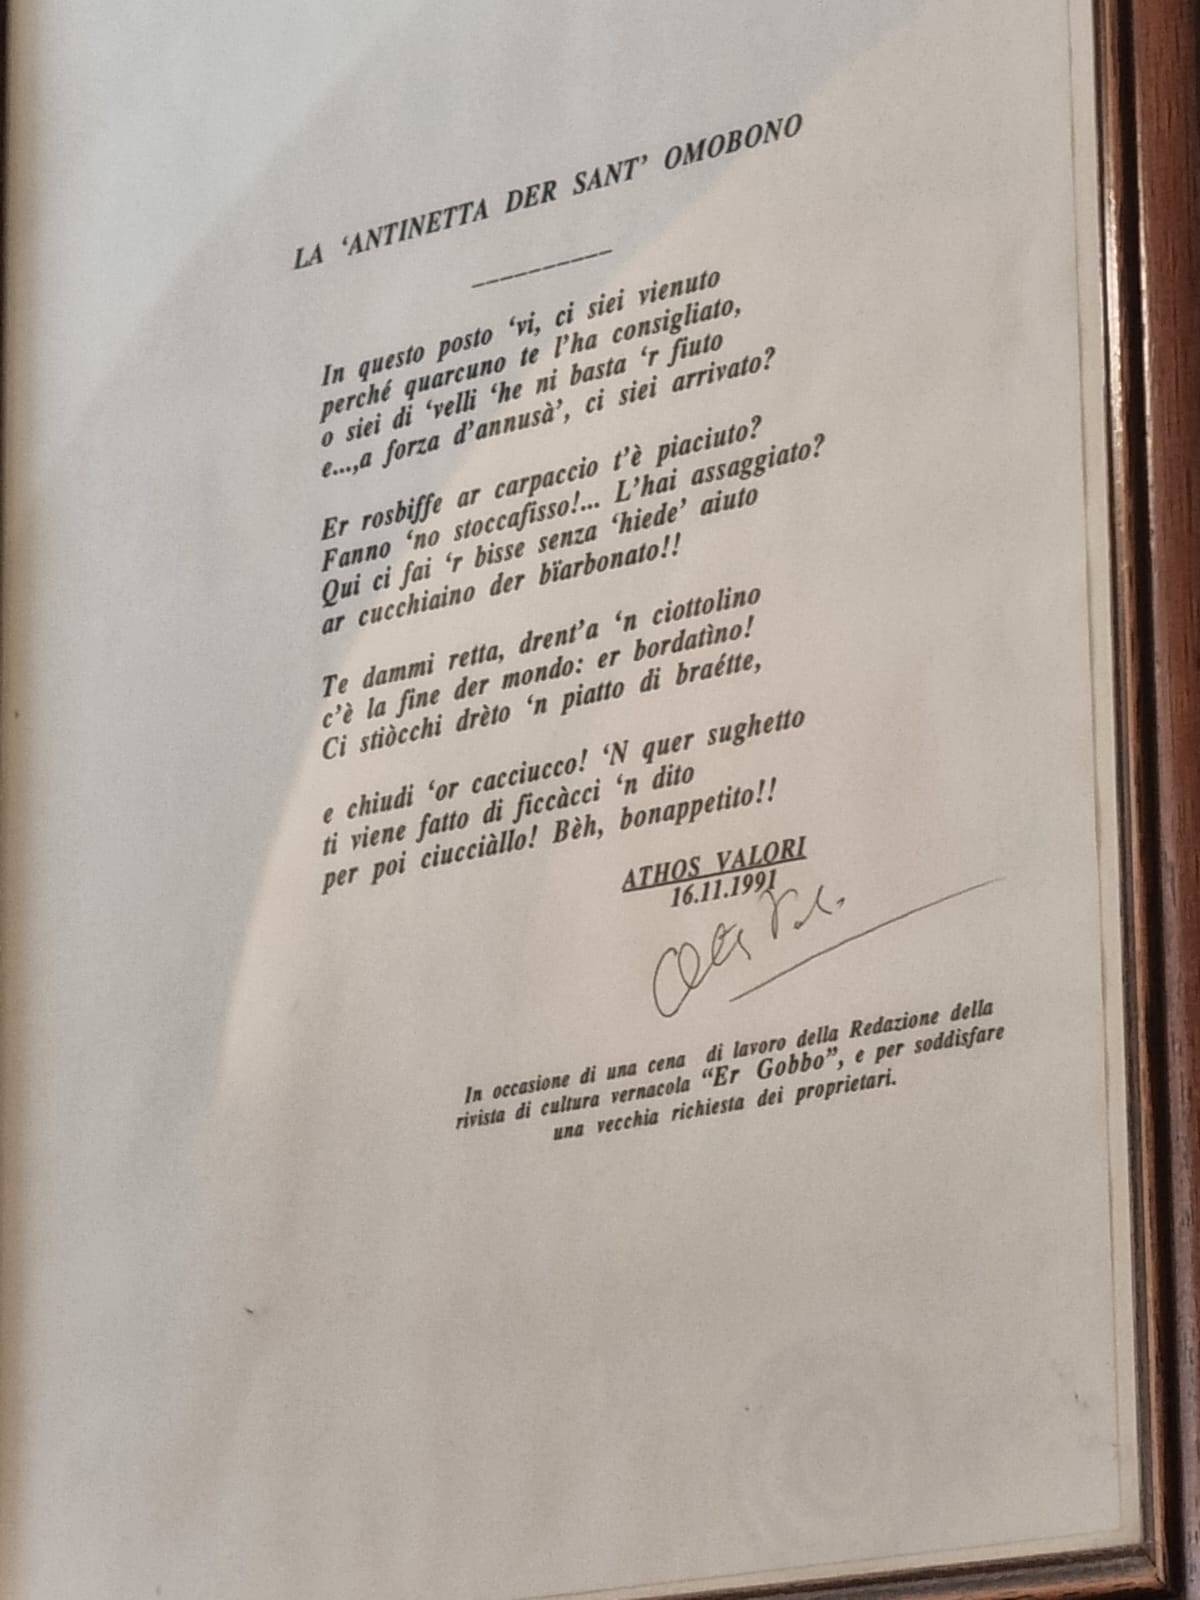 LA ‘ANTINETTA DER SANT’ OMOBONO
In questo posto ‘vi, ci siei vienuto
perché quarcuno te l’ha consigliato,
o siei di ‘velli ‘he ni basta ‘r fiuto
e...,a forza d’annusà’, ci siei arrivato?
Er rosbiffe ar carpaccio t’è piaciuto?
Fanno ‘no stoccafisso!... L’hai assaggiato?
Qui ci fai ‘r bisse senza ‘hiede’ aiuto
ar cucchiaino der bïarbonato!!
Te dammi retta, drent’a ‘n ciottolino
c’è la fine der mondo: er bordatìno!
Ci stiòcchi drèto ‘n piatto di braétte,
e chiudi ‘or cacciucco! ‘N quer sughetto
ti viene fatto di ficcàcci ‘n dito
per poi ciucciàllo! Bèh, bonappetito!!
ATHOS VALORI
16.11.1991
In occasione di una cena di lavoro della Redazione della
rivista di cultura vernacola “Er Gobbo”, e per soddisfare
una vecchia richiesta dei proprietari.